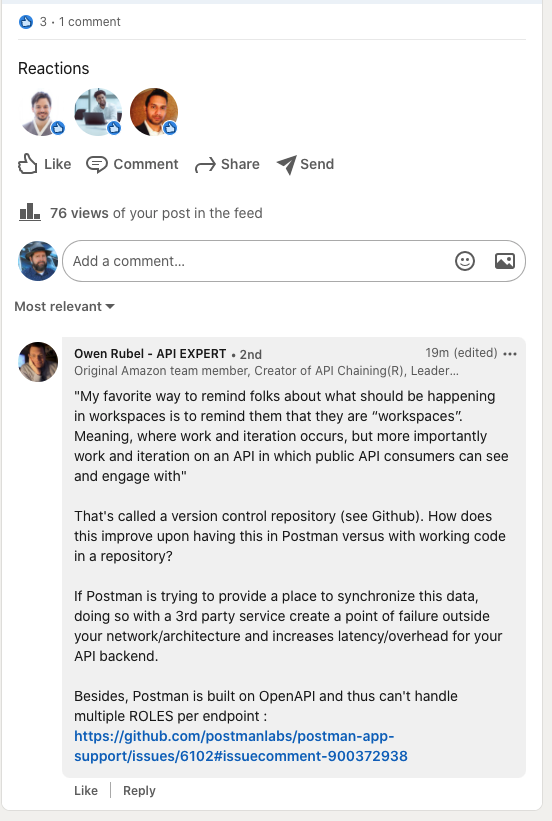 3 · 1 comment
Reactions
Like Comment Share Send
76 views of your post in the feed
Add a comment...
Most relevant
Owen Rubel - API EXPERT • 2nd 19m (edited) •••
Original Amazon team member, Creator of API Chaining(R), Leader...
"My favorite way to remind folks about what should be happening
in workspaces is to remind them that they are “workspaces”.
Meaning, where work and iteration occurs, but more importantly
work and iteration on an API in which public API consumers can see
and engage with"
That's called a version control repository (see Github). How does
this improve upon having this in Postman versus with working code
in a repository?
If Postman is trying to provide a place to synchronize this data,
doing so with a 3rd party service create a point of failure outside
your network/architecture and increases latency/overhead for your
API backend.
Besides, Postman is built on OpenAPI and thus can't handle
multiple ROLES per endpoint :
https://github.com/postmanlabs/postman-app-
support/issues/6102#issuecomment-900372938
Like Reply